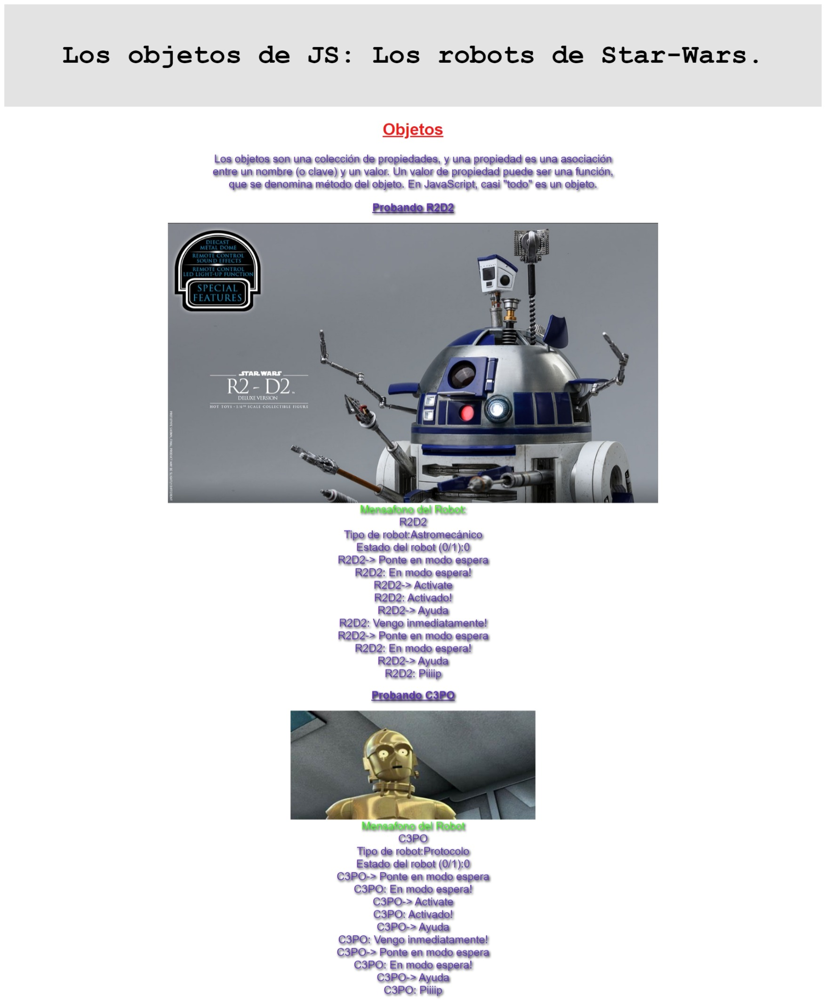 Los objetos de JS: Los robots de Star-Wars.
Objetos
Los objetos son una colección de propiedades, y una propiedad es una asociación
entre un nombre (o clave) y un valor. Un valor de propiedad puede ser una función,
que se denomina método del objeto. En JavaScript, casi "todo" es un objeto.
Probando R2D2
DIECAST
METAL DOME
REMOTE CONTROL
SOUND EFFECTS
REMOTE CONTROL
LED LIGHT-UP FUNCTION
SPECIAL
FEATURES
STAR WARS
R2-D2™
DELUXE VERSION
HOT TOYS • 1/6TH SCALE COLLECTIBLE FIGURE
PROTOTYPE SHOWN, FINAL PRODUCT MAY BE SLIGHTLY DIFFERENT
Mensafono del Robot:
R2D2
Tipo de robot:Astromecánico
Estado del robot (0/1):0
R2D2-> Ponte en modo espera
R2D2: En modo espera!
R2D2-> Activate
R2D2: Activado!
R2D2-> Ayuda
R2D2: Vengo inmediatamente!
R2D2-> Ponte en modo espera
R2D2: En modo espera!
R2D2-> Ayuda
R2D2: Piiiip
Probando C3PO
Mensafono del Robot
C3PO
Tipo de robot:Protocolo
Estado del robot (0/1):0
C3PO-> Ponte en modo espera
C3PO: En modo espera!
C3PO-> Activate
C3PO: Activado!
C3PO-> Ayuda
C3PO: Vengo inmediatamente!
C3PO-> Ponte en modo espera
C3PO: En modo espera!
C3PO-> Ayuda
C3PO: Piiiip